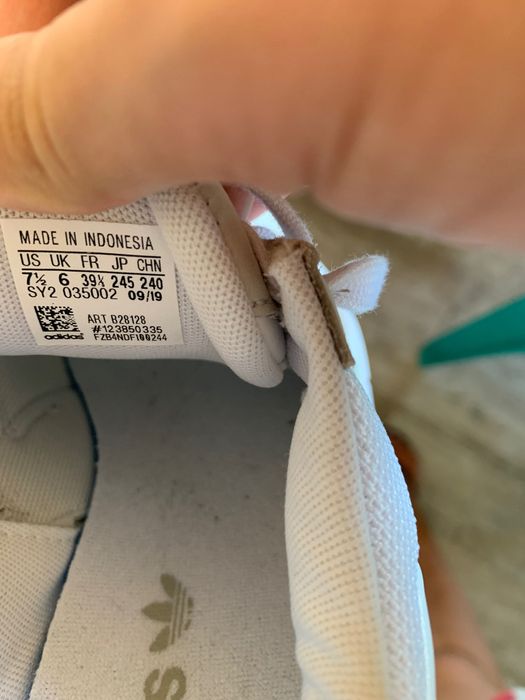 MADE IN INDONESIA
US UK FR JP CHN
7½ 6 39⅓ 245 240
SY2 035002 09/19
ART B28128
#123850335
adidas FZB4NDF100244
S